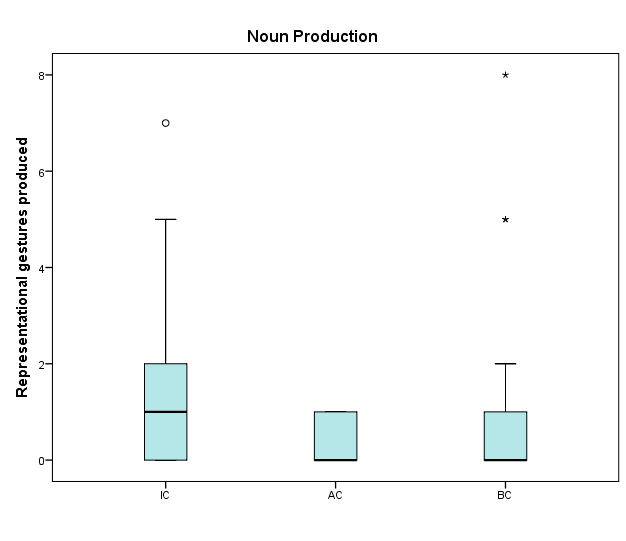 Noun Production
Representational gestures produced
8
6
4
2
0
IC AC BC